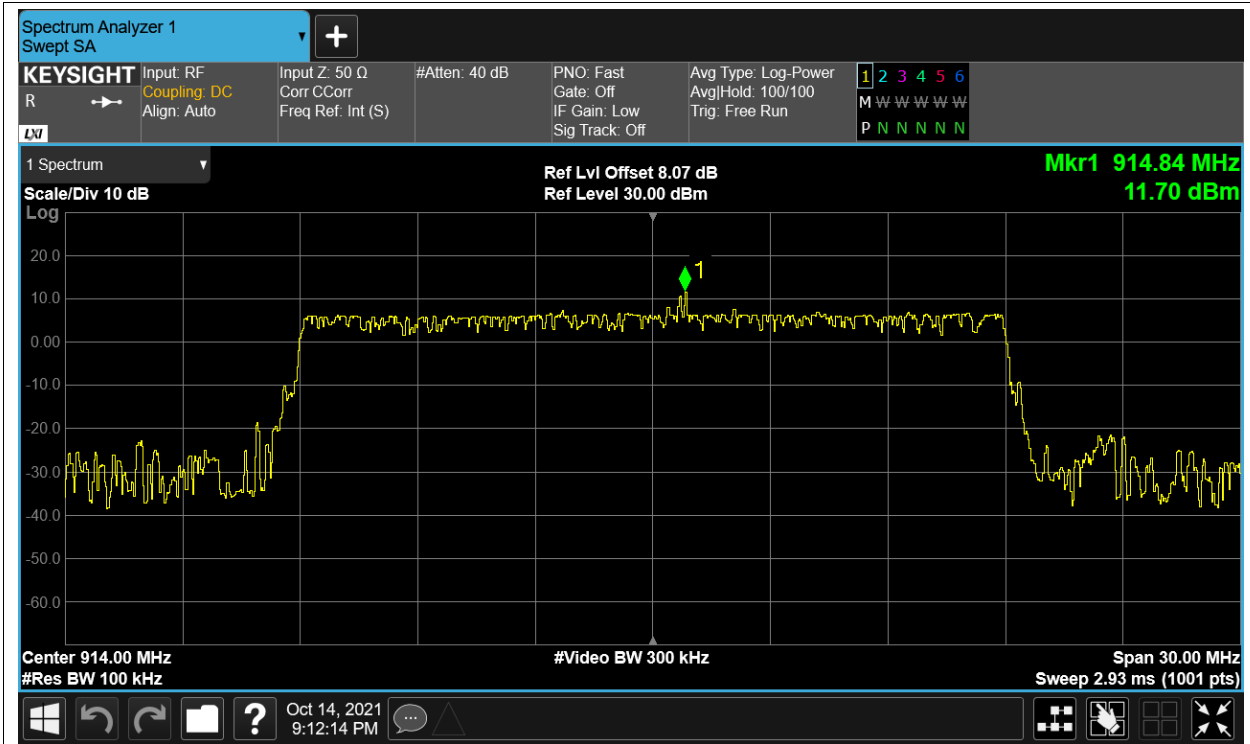 Spectrum Analyzer 1
Swept SA
▼
+
KEYSIGHT
R
LXI
Input: RF
Coupling: DC
Align: Auto
Input Z: 50 Ω
Corr CCorr
Freq Ref: Int (S)
#Atten: 40 dB
PNO: Fast
Gate: Off
IF Gain: Low
Sig Track: Off
Avg Type: Log-Power
Avg|Hold: 100/100
Trig: Free Run
1 2 3 4 5 6
M W W W W W
P N N N N N
1 Spectrum ▼
Scale/Div 10 dB
Log
Ref Lvl Offset 8.07 dB
Ref Level 30.00 dBm
Mkr1 914.84 MHz
11.70 dBm
1
20.0
10.0
0.00
-10.0
-20.0
-30.0
-40.0
-50.0
-60.0
Center 914.00 MHz
#Res BW 100 kHz
#Video BW 300 kHz
Span 30.00 MHz
Sweep 2.93 ms (1001 pts)
?
Oct 14, 2021
9:12:14 PM